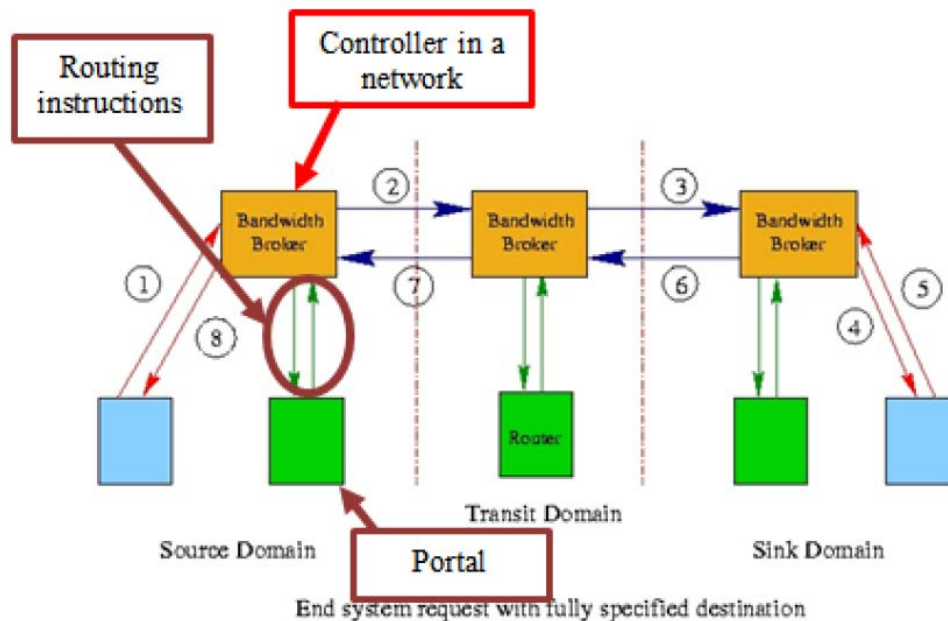 Controller in a
network
Routing
instructions
2
3
Bandwidth
Broker
Bandwidth
Broker
Bandwidth
Broker
1
7
6
5
8
4
Router
Transit Domain
Source Domain
Portal
Sink Domain
End system request with fully specified destination